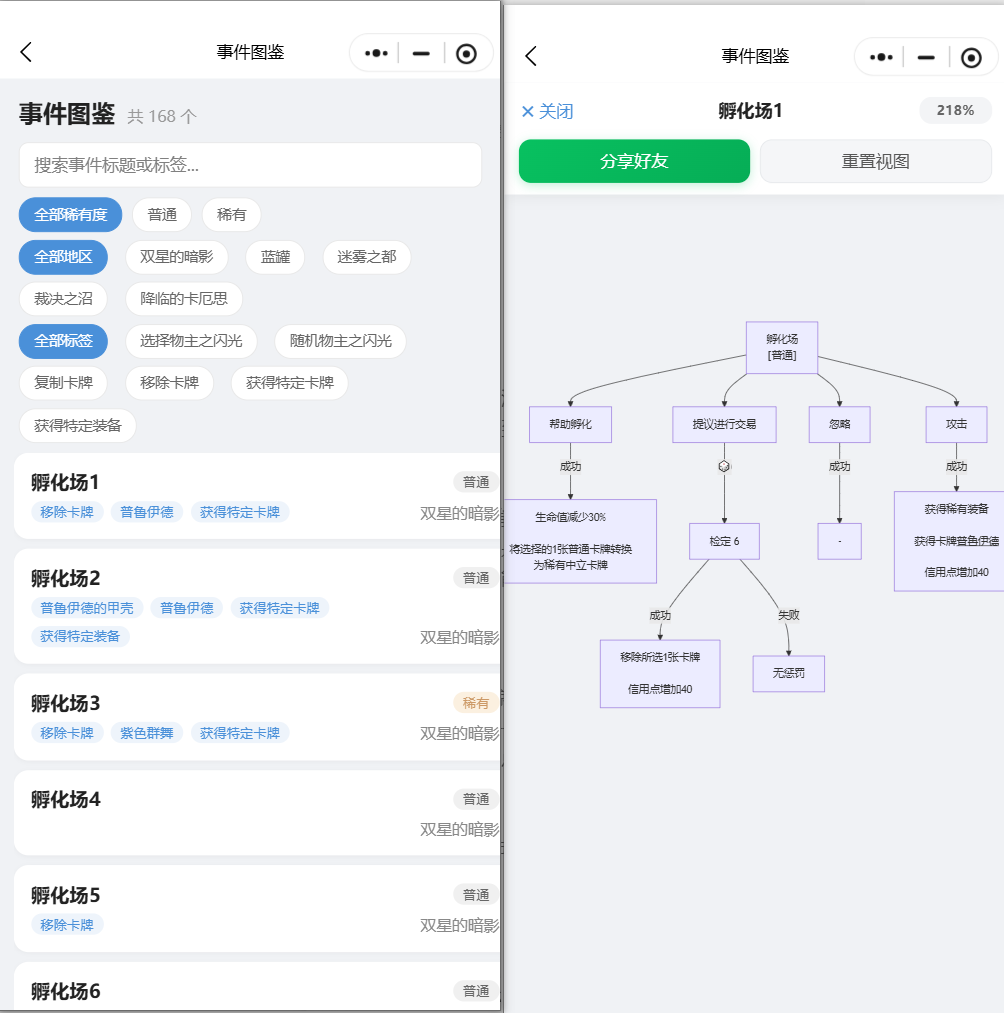 事件图鉴
事件图鉴 共 168 个
搜索事件标题或标签...
全部稀有度 普通 稀有
全部地区 双星的暗影 蓝罐 迷雾之都
裁决之沼 降临的卡厄思
全部标签 选择物主之闪光 随机物主之闪光
复制卡牌 移除卡牌 获得特定卡牌
获得特定装备
孵化场1 普通
移除卡牌 普鲁伊德 获得特定卡牌 双星的暗影
孵化场2 普通
普鲁伊德的甲壳 普鲁伊德 获得特定卡牌
获得特定装备 双星的暗影
孵化场3 稀有
移除卡牌 紫色群舞 获得特定卡牌 双星的暗影
孵化场4 普通
双星的暗影
孵化场5 普通
移除卡牌 双星的暗影
孵化场6 普通
事件图鉴
✕ 关闭 孵化场1 218%
分享好友 重置视图
孵化场
[普通]
帮助孵化 提议进行交易 忽略 攻击
成功 成功 成功
生命值减少30%
将选择的1张普通卡牌转换
为稀有中立卡牌
检定 6
-
获得稀有装备
获得卡牌普鲁伊德
信用点增加40
成功 失败
移除所选1张卡牌
信用点增加40
无惩罚